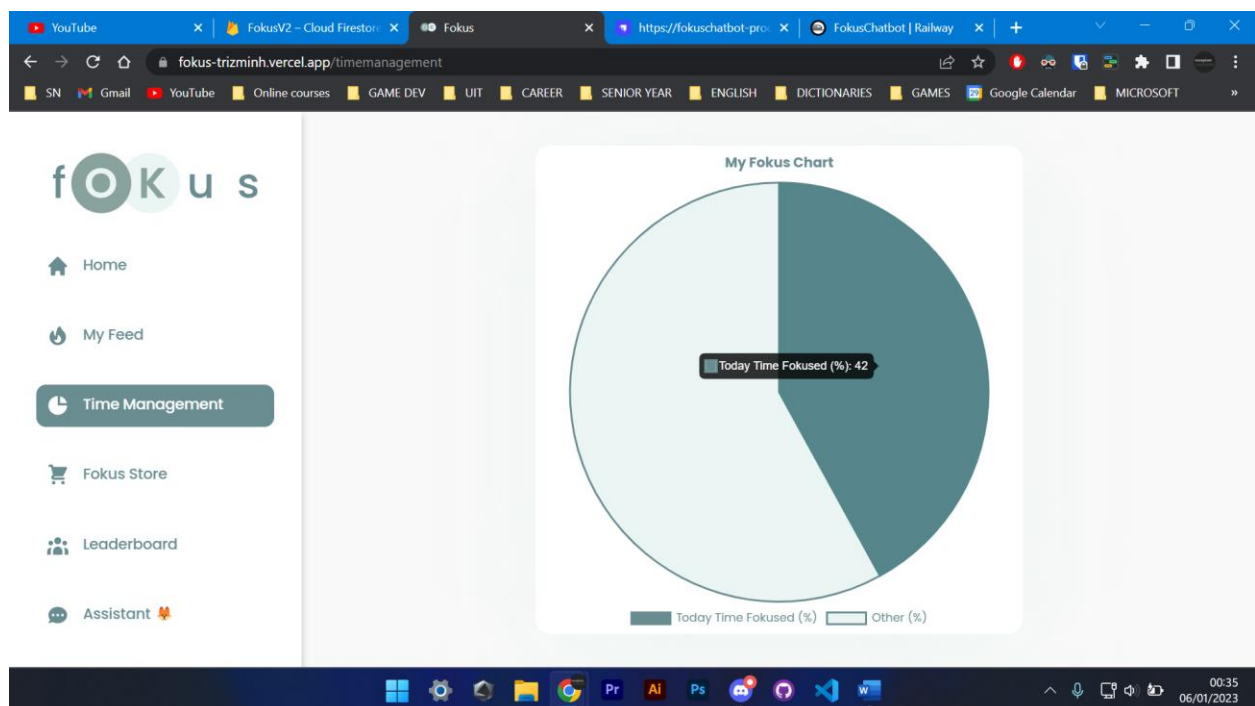 YouTube
FokusV2 – Cloud Firestore
Fokus
https://fokuschatbot-pro
FokusChatbot | Railway
fokus-trizminh.vercel.app/timemanagement
SN
Gmail
YouTube
Online courses
GAME DEV
UIT
CAREER
SENIOR YEAR
ENGLISH
DICTIONARIES
GAMES
Google Calendar
MICROSOFT
»
fOKus
Home
My Feed
Time Management
Fokus Store
Leaderboard
Assistant 🦊
My Fokus Chart
Today Time Fokused (%): 42
Today Time Fokused (%)
Other (%)
Pr
Ai
Ps
W
00:35
06/01/2023